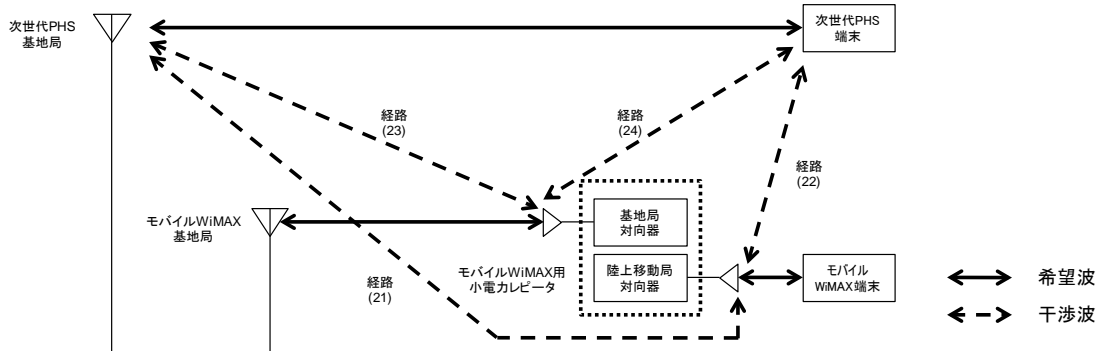 次世代PHS
基地局
次世代PHS
端末
経路
(23)
経路
(24)
経路
(22)
モバイルWiMAX
基地局
基地局
対向器
経路
(21)
モバイルWiMAX用
小電力レピータ
陸上移動局
対向器
モバイル
WiMAX端末
希望波
干渉波